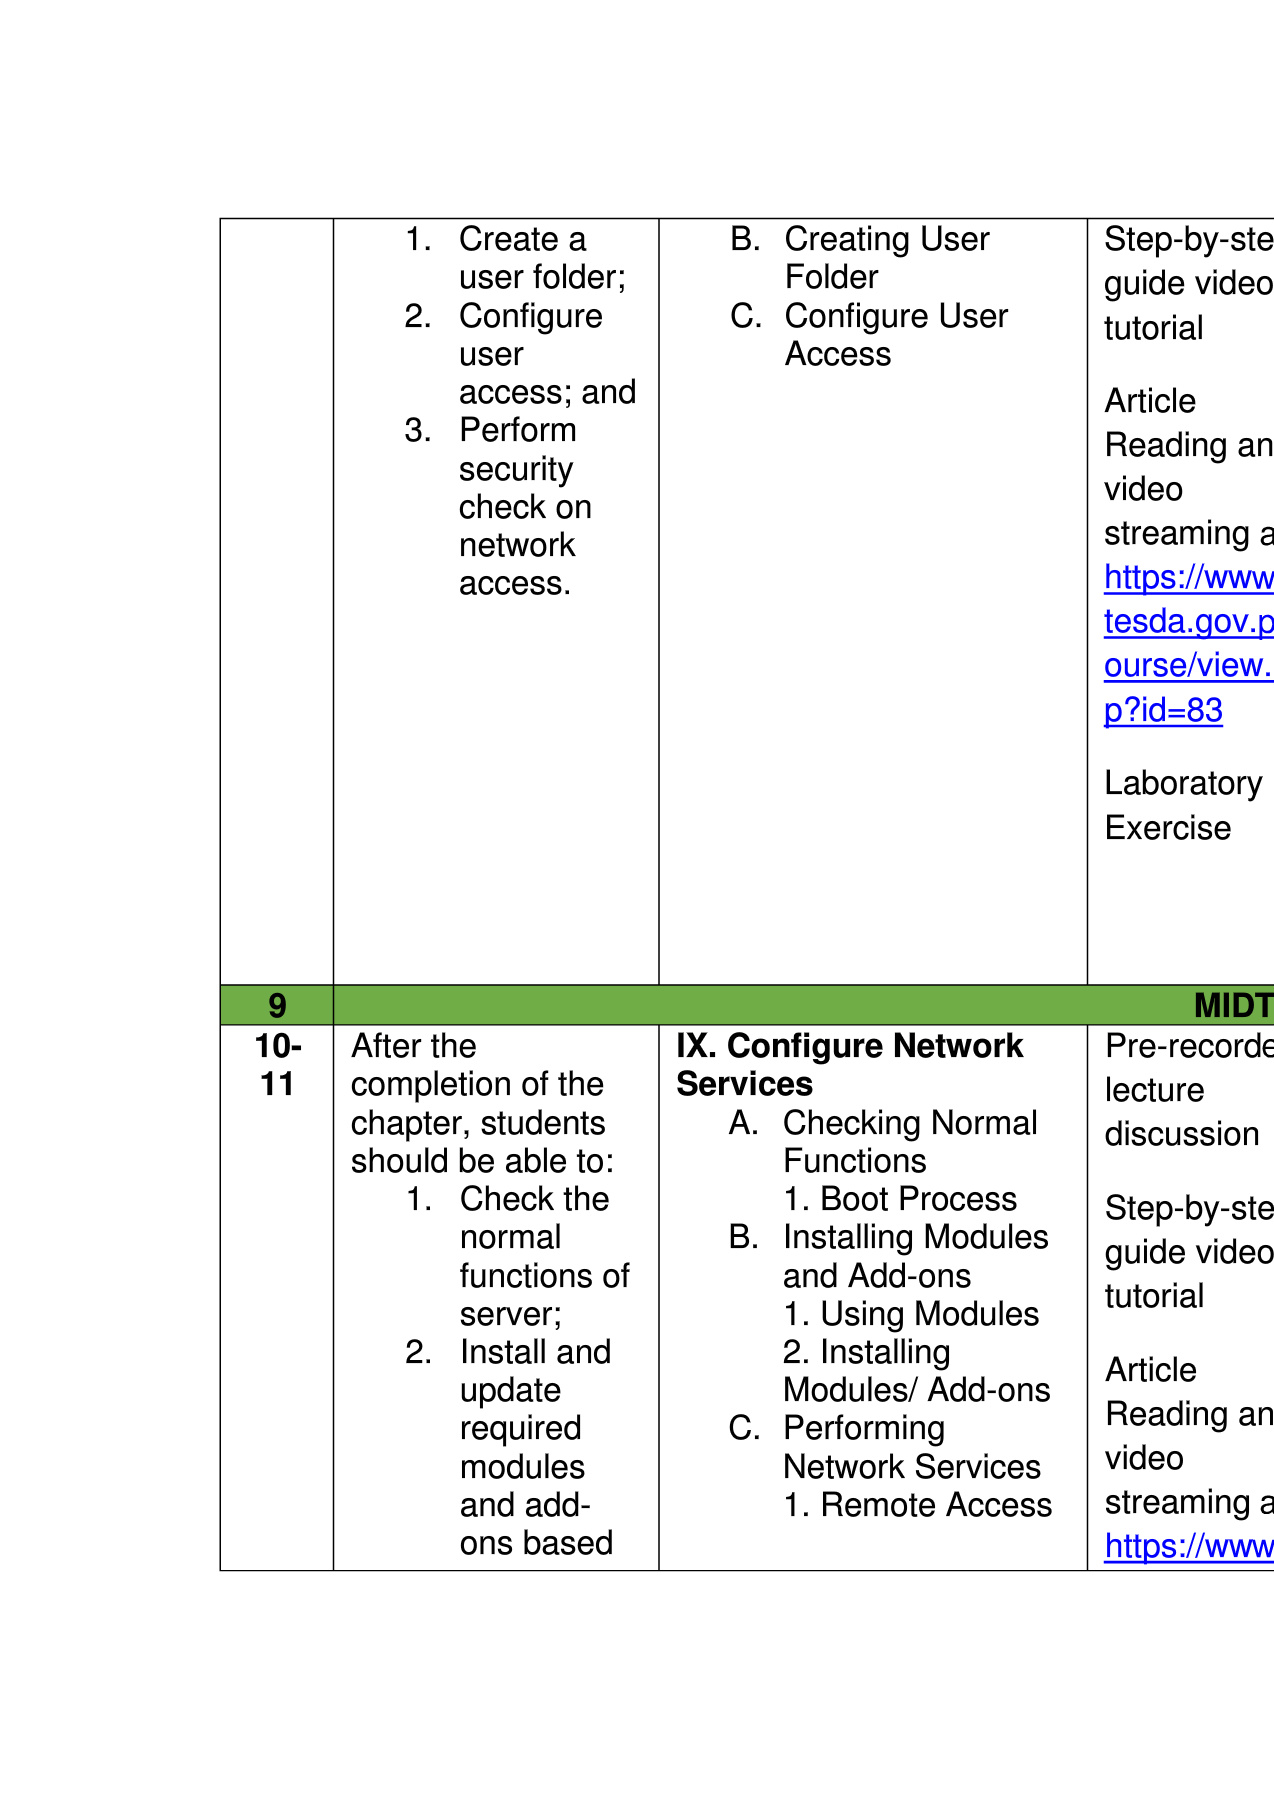 1. Create a
user folder;
2. Configure
user
access; and
3. Perform
security
check on
network
access.
B. Creating User
Folder
C. Configure User
Access
Step-by-ste
guide video
tutorial
Article
Reading an
video
streaming a
https://www
tesda.gov.p
ourse/view.
p?id=83
Laboratory
Exercise
9
MIDT
10-
11
After the
completion of the
chapter, students
should be able to:
1. Check the
normal
functions of
server;
2. Install and
update
required
modules
and add-
ons based
IX. Configure Network
Services
A. Checking Normal
Functions
1. Boot Process
B. Installing Modules
and Add-ons
1. Using Modules
2. Installing
Modules/ Add-ons
C. Performing
Network Services
1. Remote Access
Pre-recorde
lecture
discussion
Step-by-ste
guide video
tutorial
Article
Reading an
video
streaming a
https://www